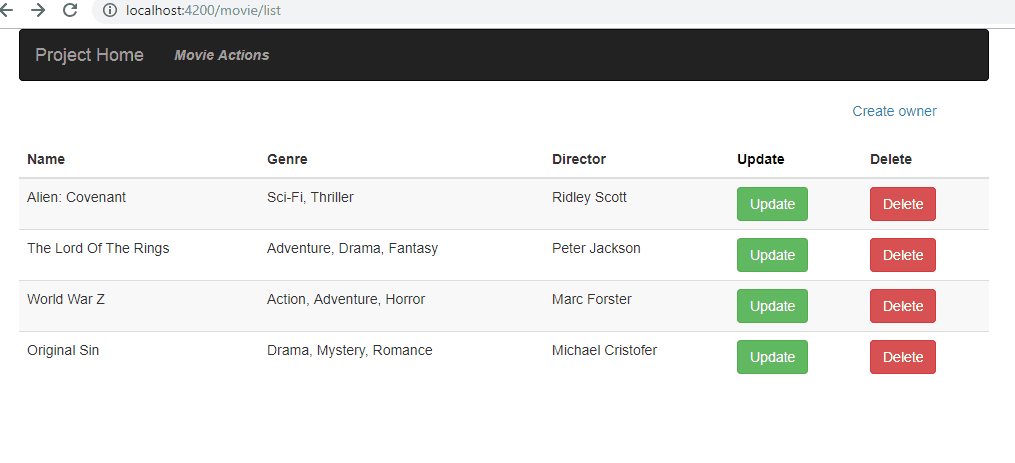 localhost:4200/movie/list
Project Home Movie Actions
Create owner
Name Genre Director Update Delete
Alien: Covenant Sci-Fi, Thriller Ridley Scott Update Delete
The Lord Of The Rings Adventure, Drama, Fantasy Peter Jackson Update Delete
World War Z Action, Adventure, Horror Marc Forster Update Delete
Original Sin Drama, Mystery, Romance Michael Cristofer Update Delete